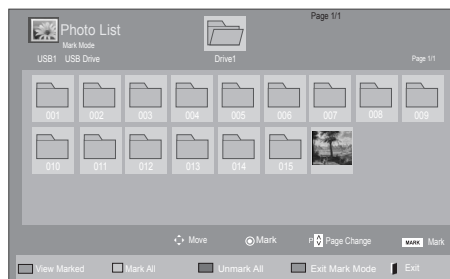 Page 1/1
Photo List
Mark Mode
USB1 USB Drive Drive1 Page 1/1
001 002 003 004 005 006 007 008 009
010 011 012 013 014 015
Move Mark P Page Change MARK Mark
View Marked Mark All Unmark All Exit Mark Mode Exit